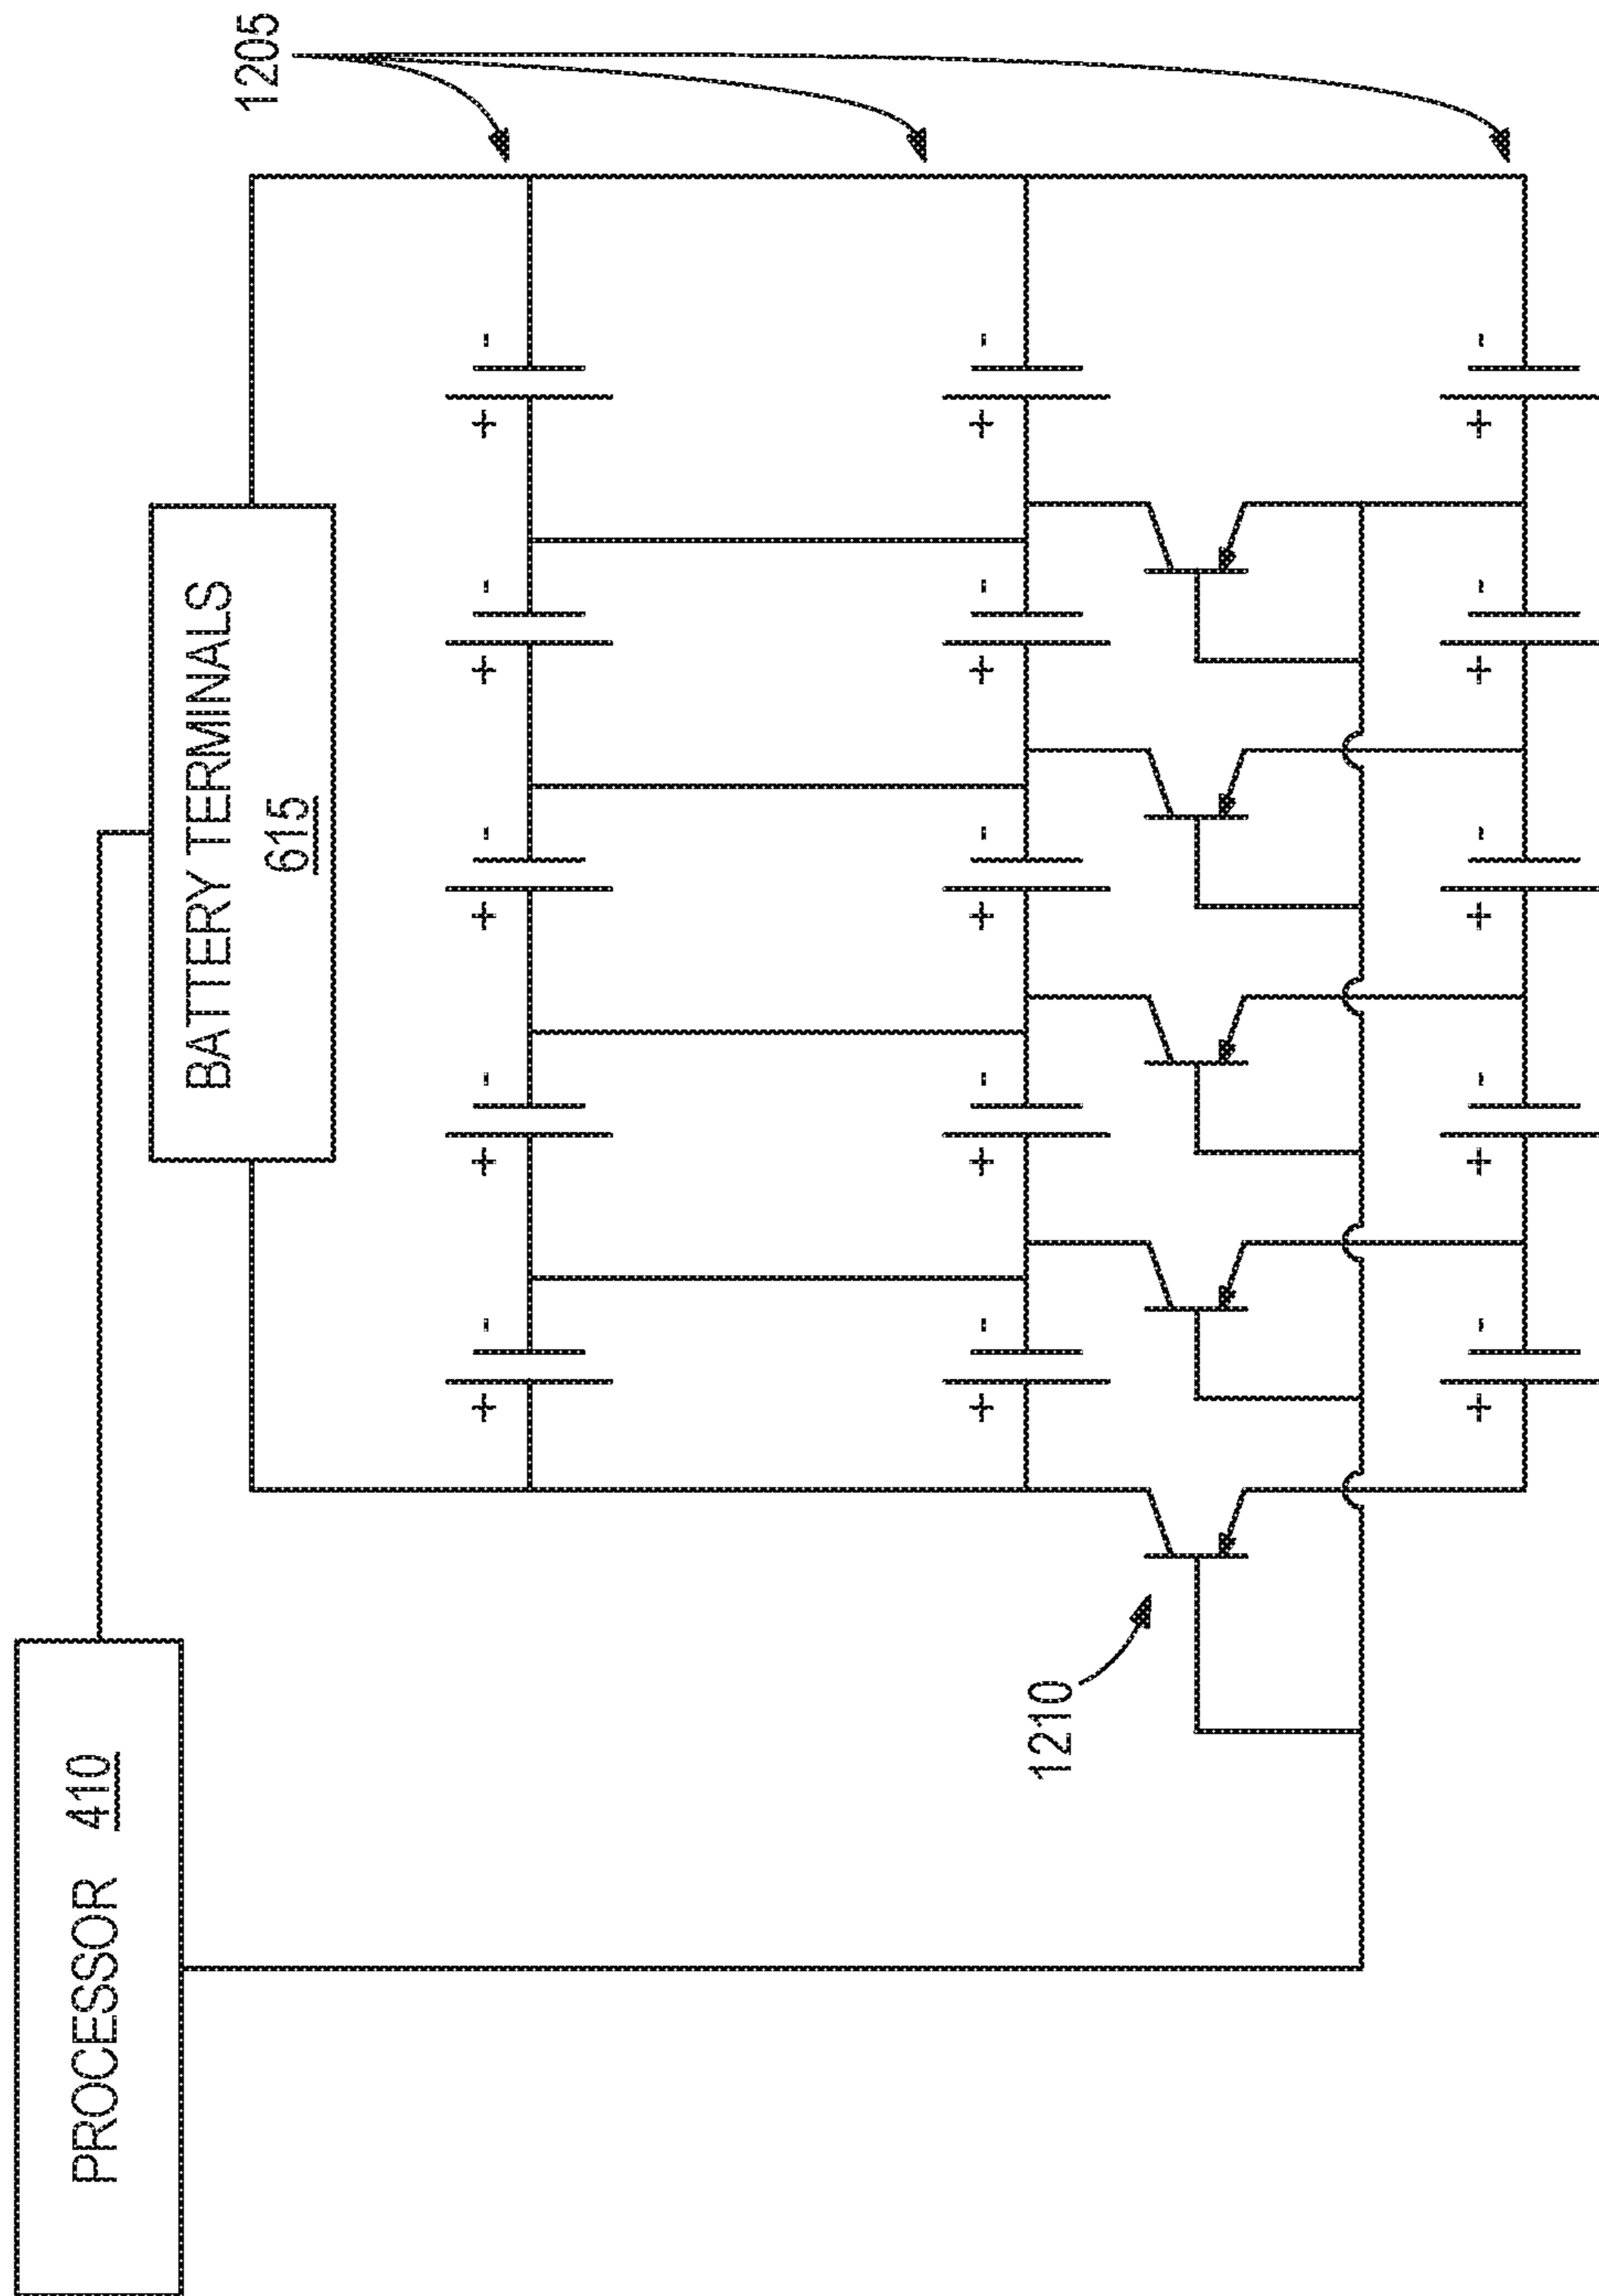 PROCESSOR 410
BATTERY TERMINALS
615
1205
+ - + - + - + - + -
+ - + - + - + - + -
1210
+ - + - + - + - + -